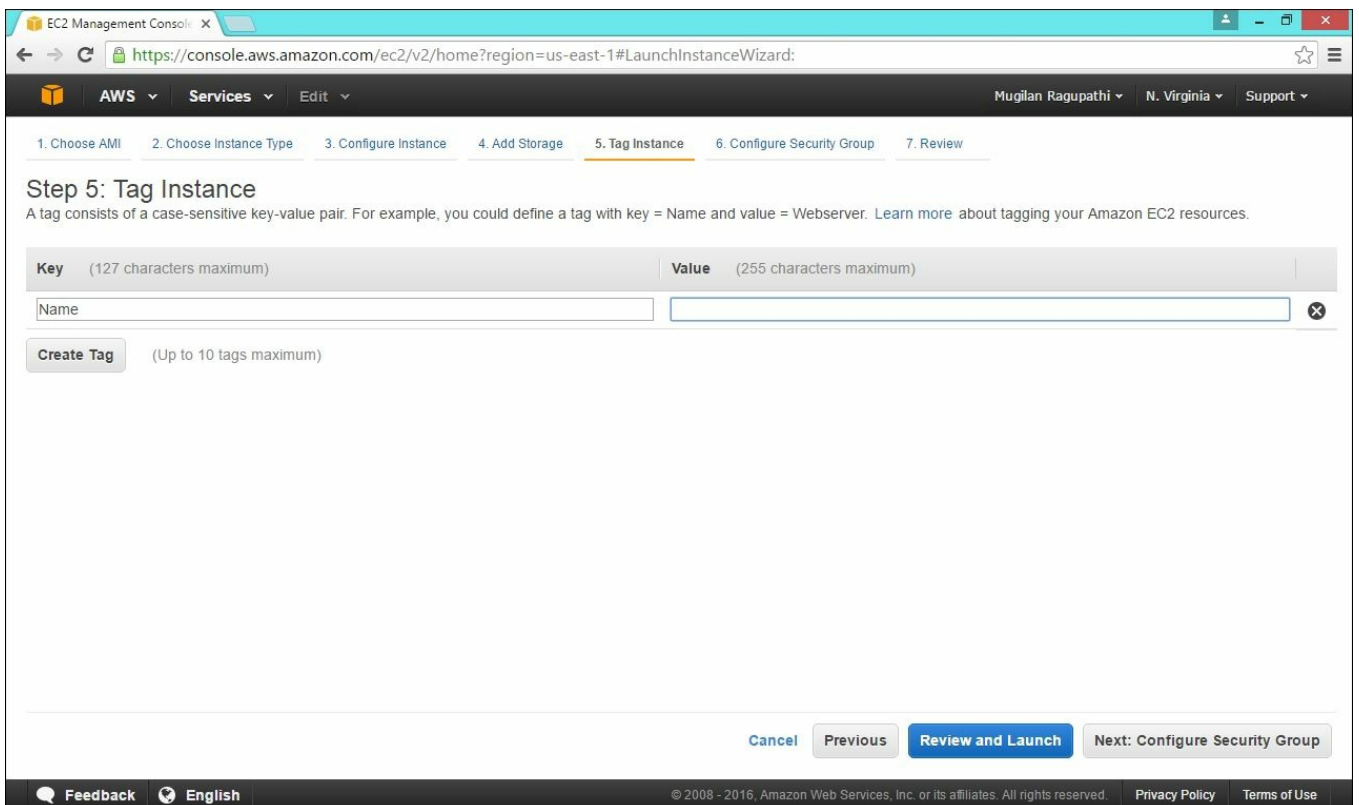 EC2 Management Console
https://console.aws.amazon.com/ec2/v2/home?region=us-east-1#LaunchInstanceWizard:
AWS Services Edit Mugilan Ragupathi N. Virginia Support
1. Choose AMI 2. Choose Instance Type 3. Configure Instance 4. Add Storage 5. Tag Instance 6. Configure Security Group 7. Review
Step 5: Tag Instance
A tag consists of a case-sensitive key-value pair. For example, you could define a tag with key = Name and value = Webserver. Learn more about tagging your Amazon EC2 resources.
Key (127 characters maximum) Value (255 characters maximum)
Name
Create Tag (Up to 10 tags maximum)
Cancel Previous Review and Launch Next: Configure Security Group
Feedback English © 2008 - 2016, Amazon Web Services, Inc. or its affiliates. All rights reserved. Privacy Policy Terms of Use